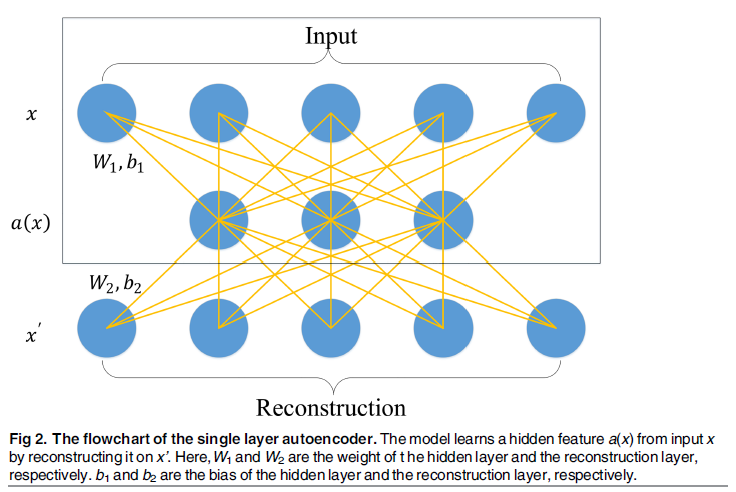 Input
x
W₁, b₁
a(x)
W₂, b₂
x′
Reconstruction
Fig 2. The flowchart of the single layer autoencoder. The model learns a hidden feature a(x) from input x
by reconstructing it on x'. Here, W₁ and W₂ are the weight of the hidden layer and the reconstruction layer,
respectively. b₁ and b₂ are the bias of the hidden layer and the reconstruction layer, respectively.